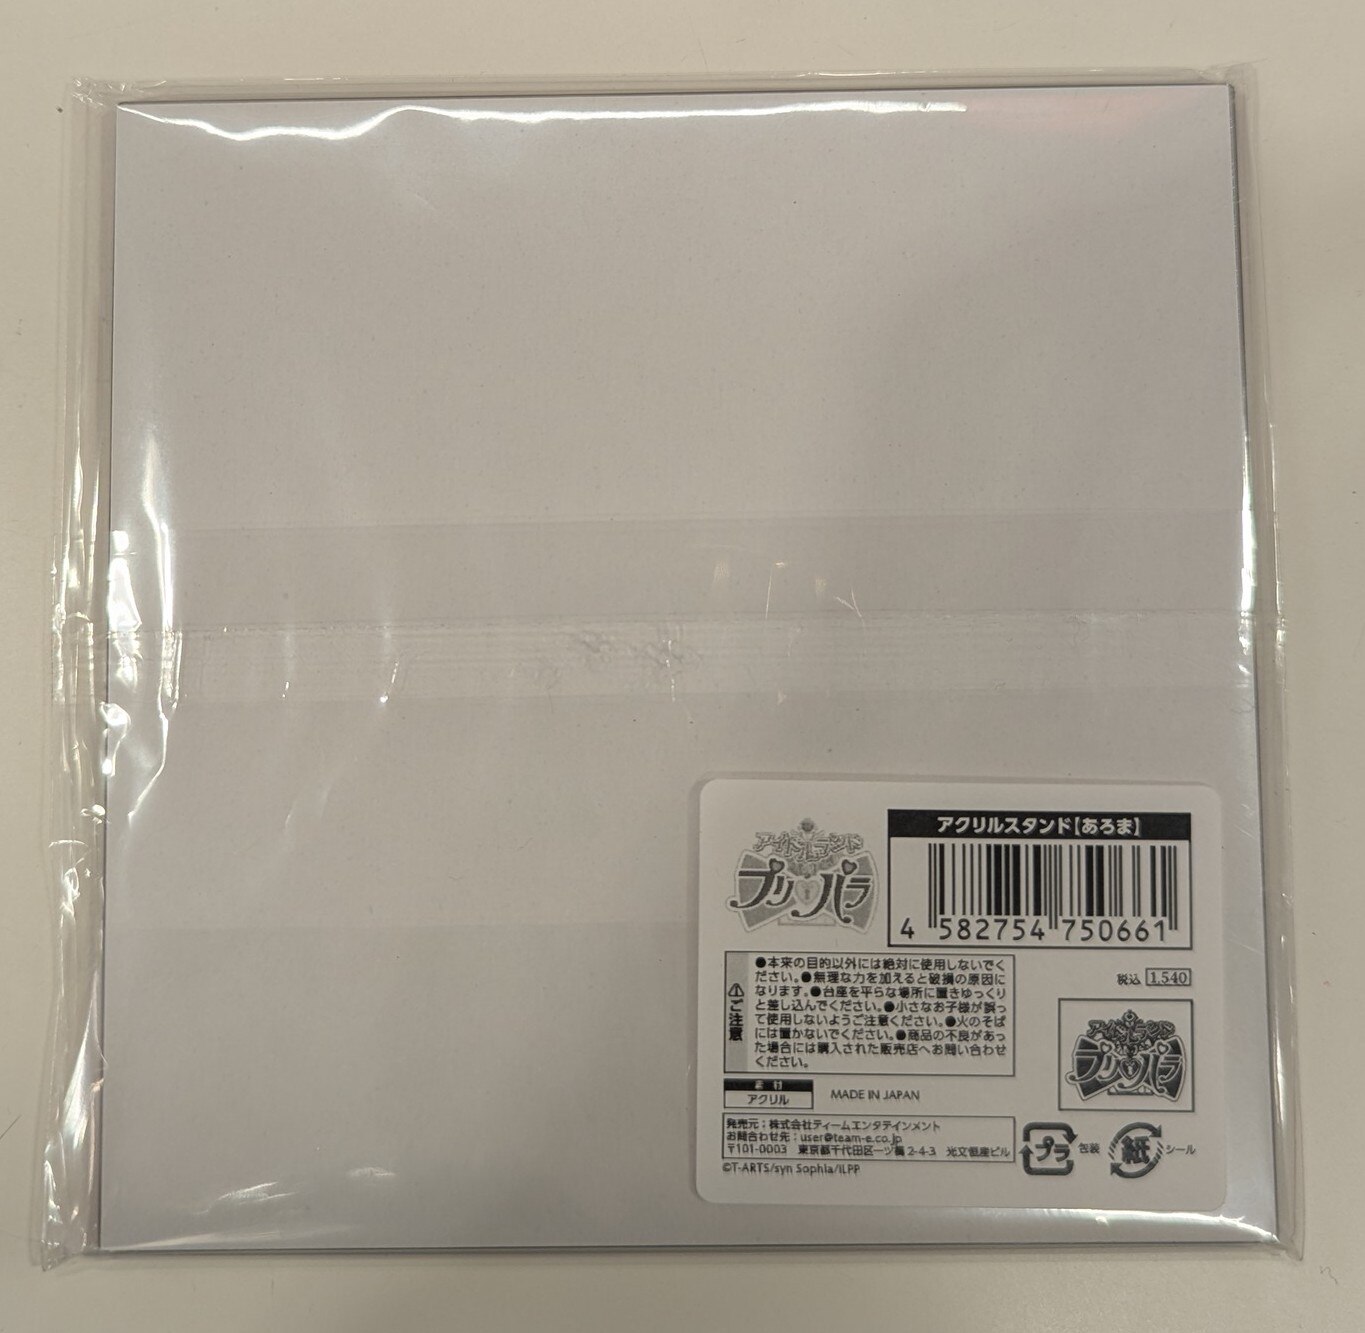 アイドルランド
プリパラ
アクリルスタンド【あろま】
4 582754 750661
⚠ご注意
●本来の目的以外には絶対に使用しないでく
ださい。●無理な力を加えると破損の原因に
なります。●台座を平らな場所に置きゆっくり
と差し込んでください。●小さなお子様が誤っ
て使用しないようご注意ください。●火のそば
には置かないでください。●商品の不良があっ
た場合には購入された販売店へお問い合わせ
ください。
税込 1,540
アイドルランド
プリパラ
素材
アクリル
MADE IN JAPAN
発売元：株式会社ティームエンタテインメント
お問合わせ先：user@team-e.co.jp
〒101-0003 東京都千代田区一ツ橋2-4-3 光文恒産ビル
©T-ARTS/syn Sophia/ILPP
プラ 包装
紙 シール